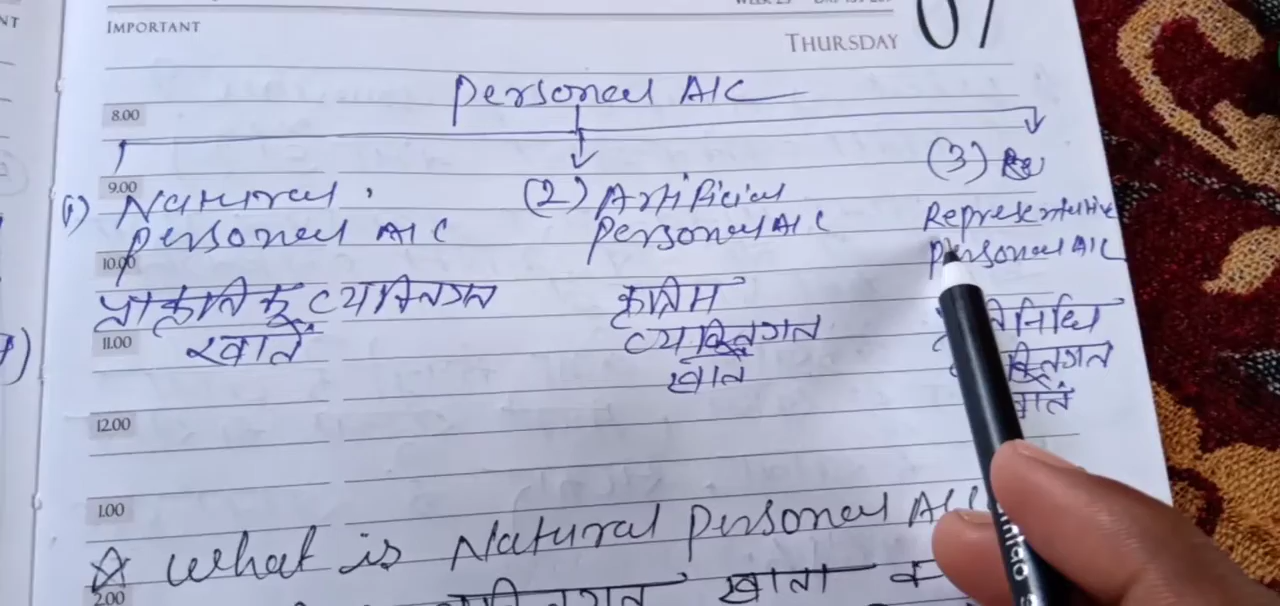 IMPORTANT
THURSDAY 07
personal A/C
8.00
(3)
9.00
(1) Natural
personal A/C
(2) Artificial
personal A/C
Representative
personal A/C
10.00
प्राकृतिक व्यक्तिगत
खाते
कृत्रिम
व्यक्तिगत
खाते
निधि
क्तिगत
खाते
11.00
12.00
1.00
☆ What is Natural personal A/C
2.00
खाता क